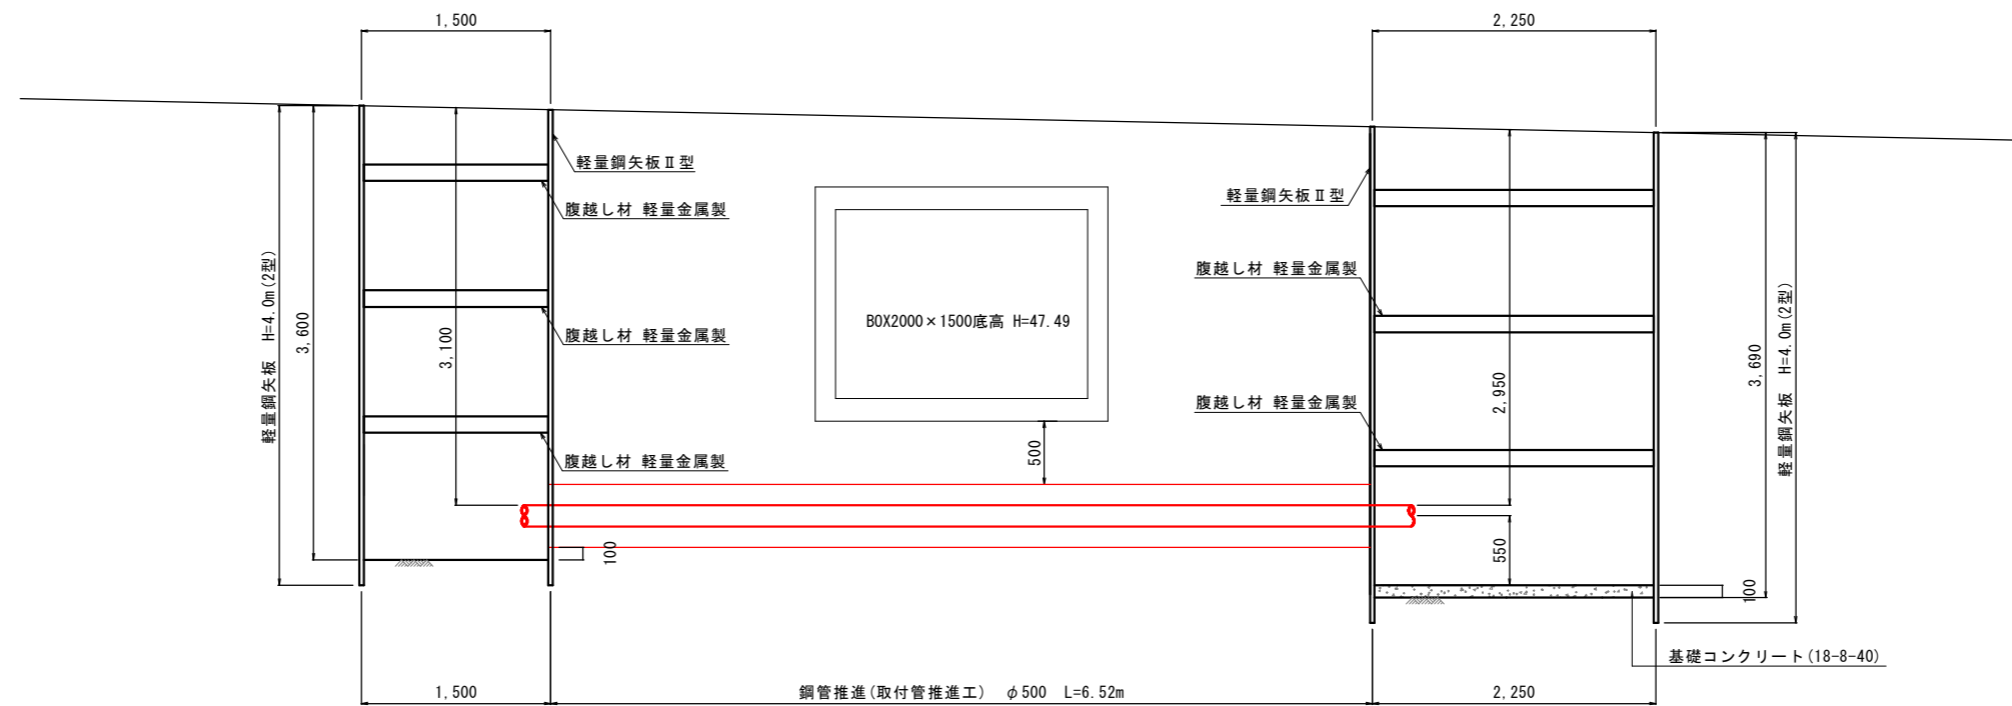 1,500
2,250
軽量鋼矢板Ⅱ型
腹越し材 軽量金属製
軽量鋼矢板Ⅱ型
腹越し材 軽量金属製
軽量鋼矢板 H=4.0m(2型)
3,600
3,100
BOX2000×1500底高 H=47.49
腹越し材 軽量金属製
2,950
3,690
軽量鋼矢板 H=4.0m(2型)
腹越し材 軽量金属製
500
腹越し材 軽量金属製
100
550
100
基礎コンクリート(18-8-40)
1,500
鋼管推進(取付管推進工) φ500 L=6.52m
2,250